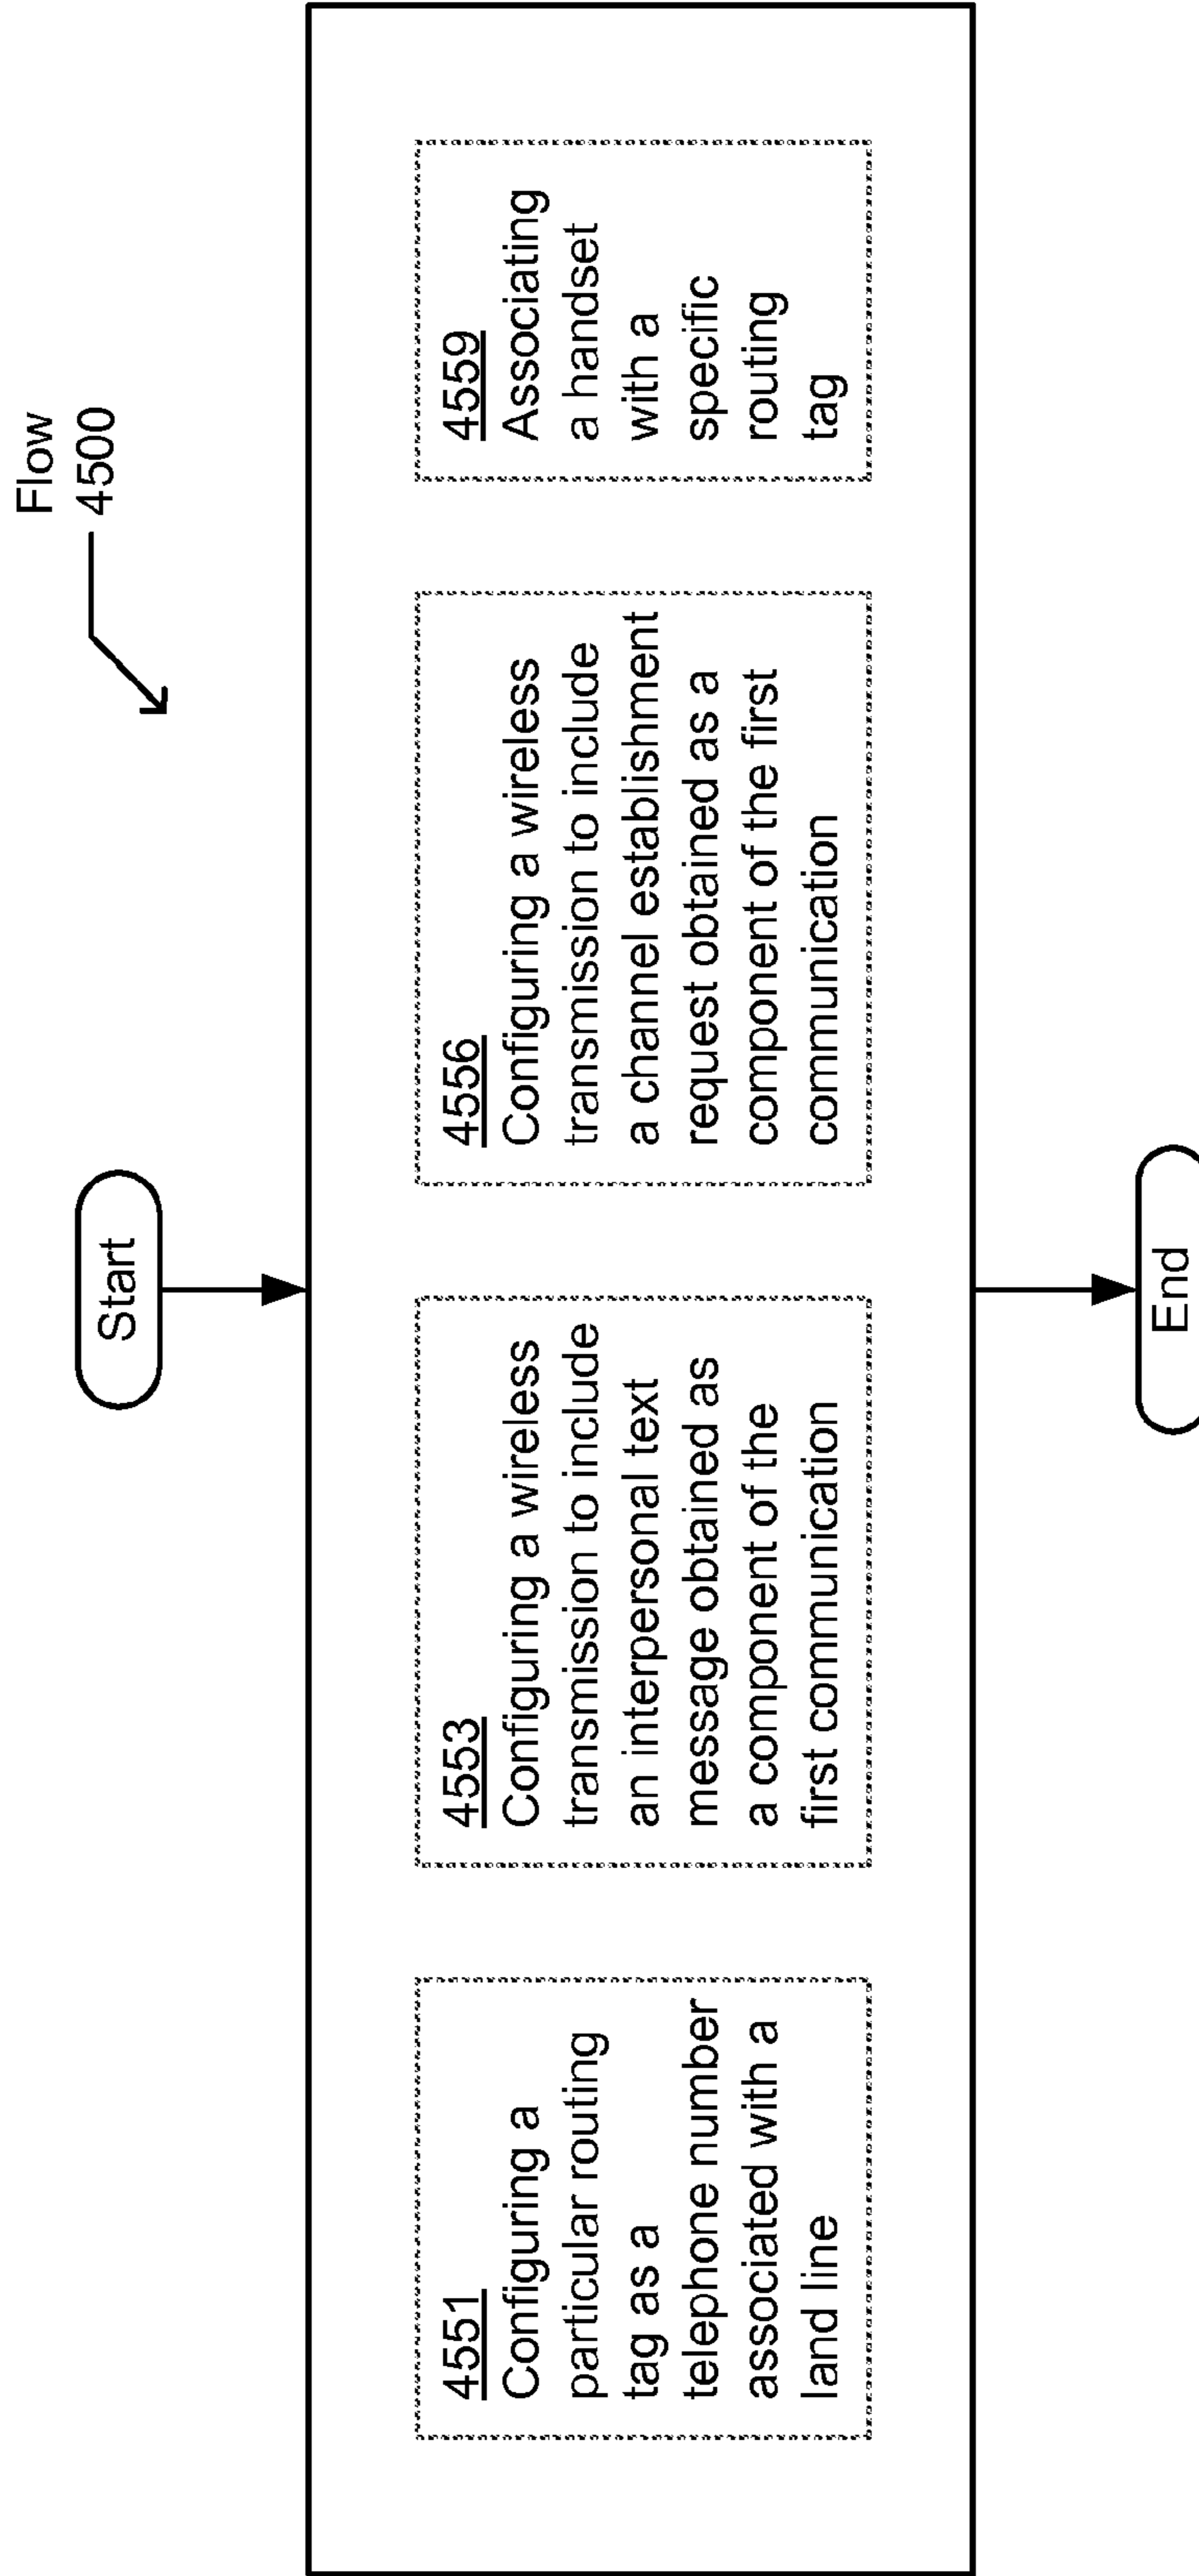 Flow
4500
Start
4551
Configuring a
particular routing
tag as a
telephone number
associated with a
land line
4553
Configuring a wireless
transmission to include
an interpersonal text
message obtained as
a component of the
first communication
4556
Configuring a wireless
transmission to include
a channel establishment
request obtained as a
component of the first
communication
4559
Associating
a handset
with a
specific
routing
tag
End